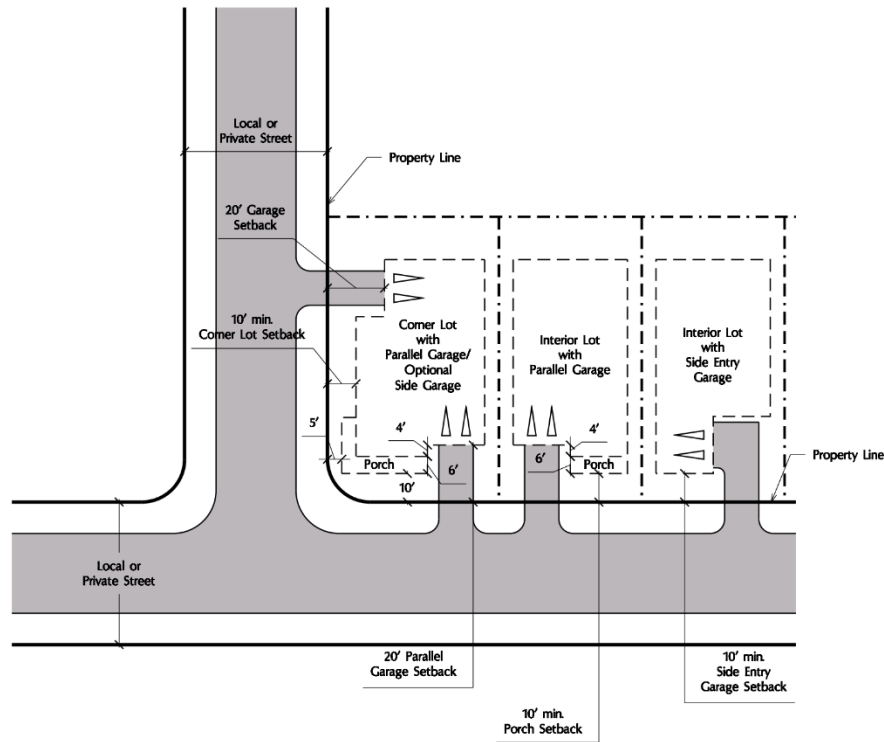 Local or
Private Street
Property Line
20' Garage
Setback
10' min.
Corner Lot Setback
Corner Lot
with
Parallel Garage/
Optional
Side Garage
Interior Lot
with
Parallel Garage
Interior Lot
with
Side Entry
Garage
5'
4'
4'
Porch
6'
6'
Porch
10'
Property Line
Local or
Private Street
20' Parallel
Garage Setback
10' min.
Side Entry
Garage Setback
10' min.
Porch Setback